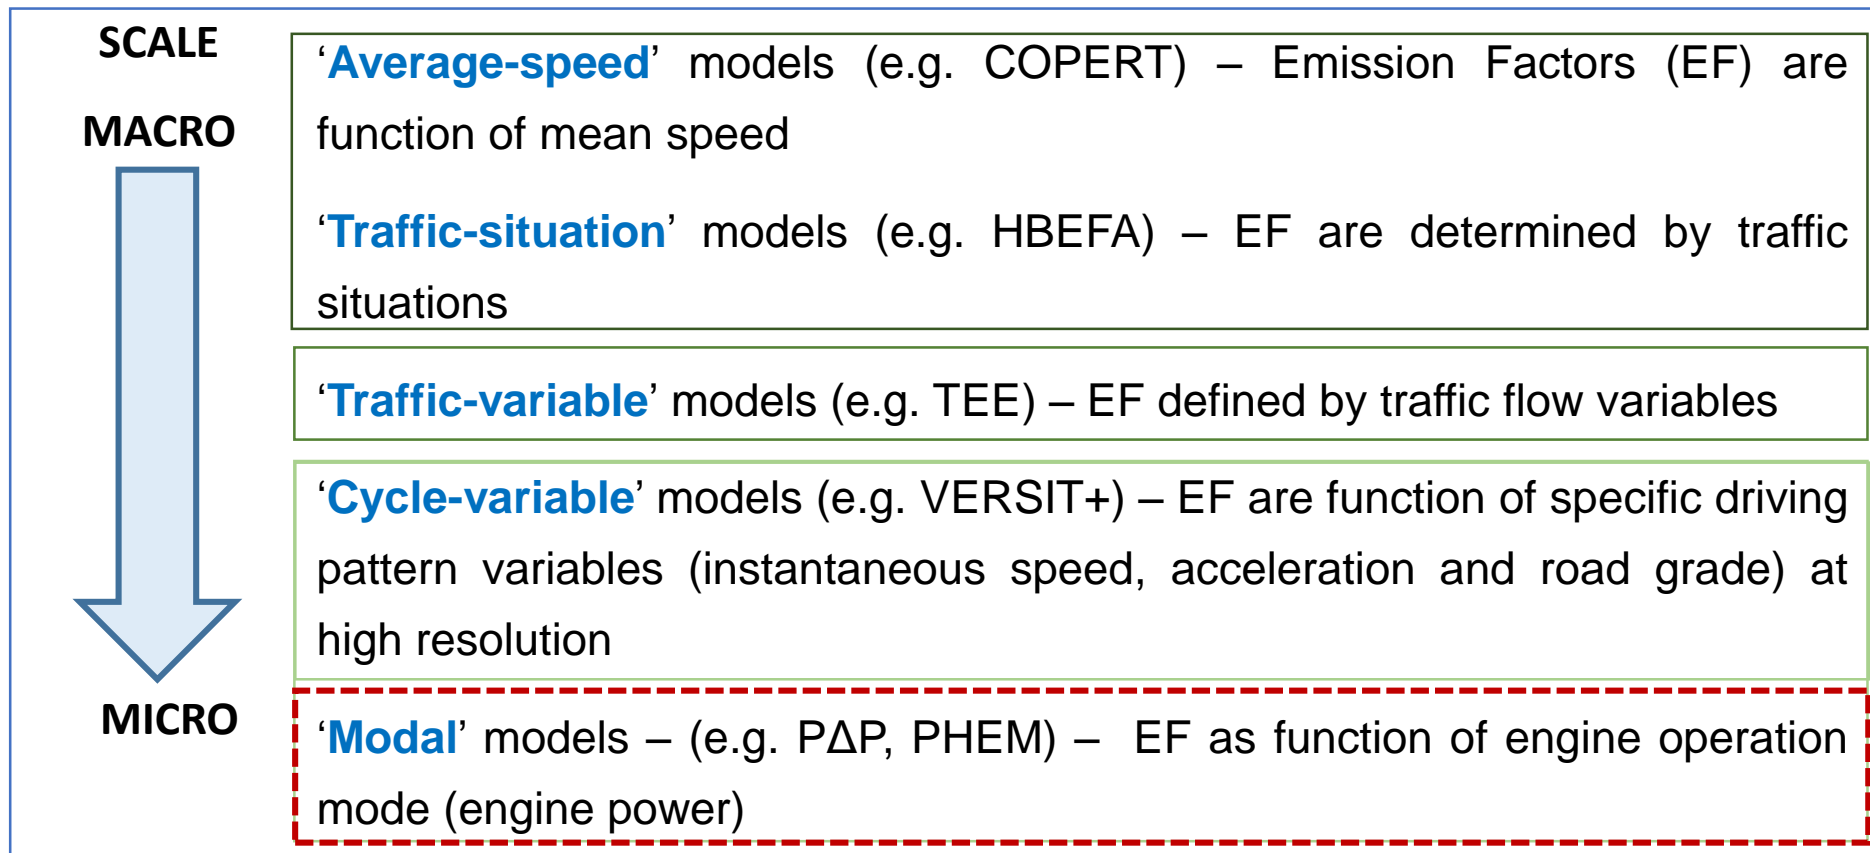 SCALE
MACRO
MICRO
‘Average-speed’ models (e.g. COPERT) – Emission Factors (EF) are
function of mean speed
‘Traffic-situation’ models (e.g. HBEFA) – EF are determined by traffic
situations
‘Traffic-variable’ models (e.g. TEE) – EF defined by traffic flow variables
‘Cycle-variable’ models (e.g. VERSIT+) – EF are function of specific driving
pattern variables (instantaneous speed, acceleration and road grade) at
high resolution
‘Modal’ models – (e.g. PΔP, PHEM) – EF as function of engine operation
mode (engine power)